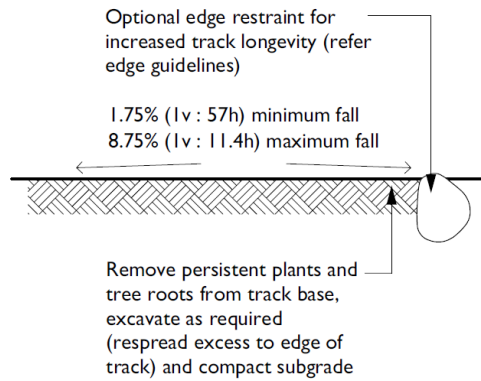 Optional edge restraint for
increased track longevity (refer
edge guidelines)
1.75% (1v : 57h) minimum fall
8.75% (1v : 11.4h) maximum fall
Remove persistent plants and
tree roots from track base,
excavate as required
(respread excess to edge of
track) and compact subgrade